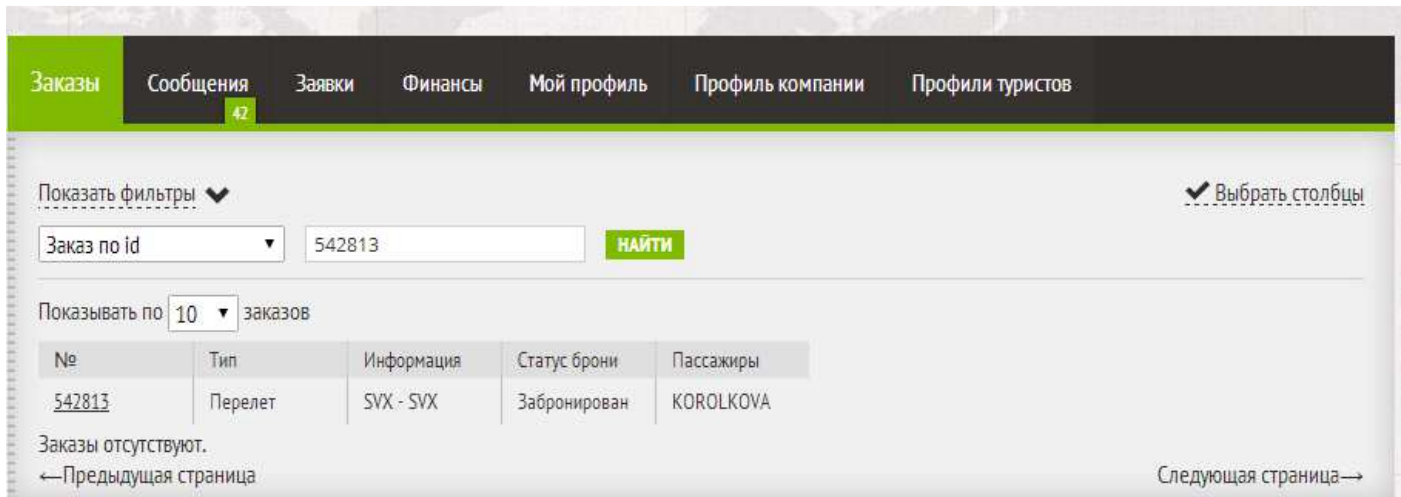 Заказы Сообщения Заявки Финансы Мой профиль Профиль компании Профили туристов
42
Показать фильтры Выбрать столбцы
Заказ по id 542813 НАЙТИ
Показывать по 10 заказов
№ Тип Информация Статус брони Пассажиры
542813 Перелет SVX - SVX Забронирован KOROLKOVA
Заказы отсутствуют.
←Предыдущая страница Следующая страница→